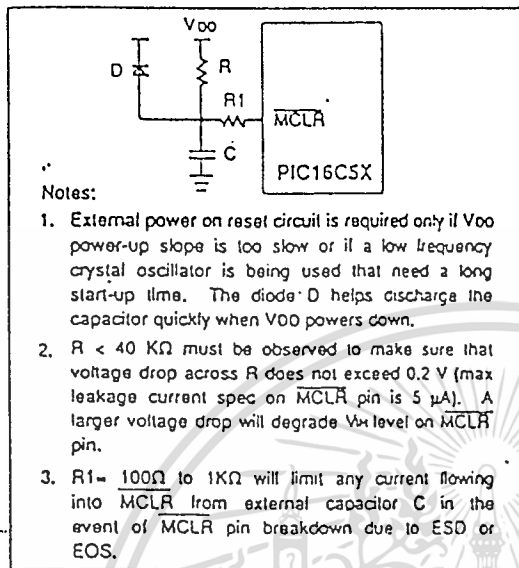 VDD
D
R
R1
MCLR
C
PIC16C5X
Notes:
1. External power on reset circuit is required only if VDD
power-up slope is too slow or if a low frequency
crystal oscillator is being used that need a long
start-up time. The diode D helps discharge the
capacitor quickly when VDD powers down.
2. R < 40 KΩ must be observed to make sure that
voltage drop across R does not exceed 0.2 V (max
leakage current spec on MCLR pin is 5 µA). A
larger voltage drop will degrade VIH level on MCLR
pin.
3. R1= 100Ω to 1KΩ will limit any current flowing
into MCLR from external capacitor C in the
event of MCLR pin breakdown due to ESD or
EOS.